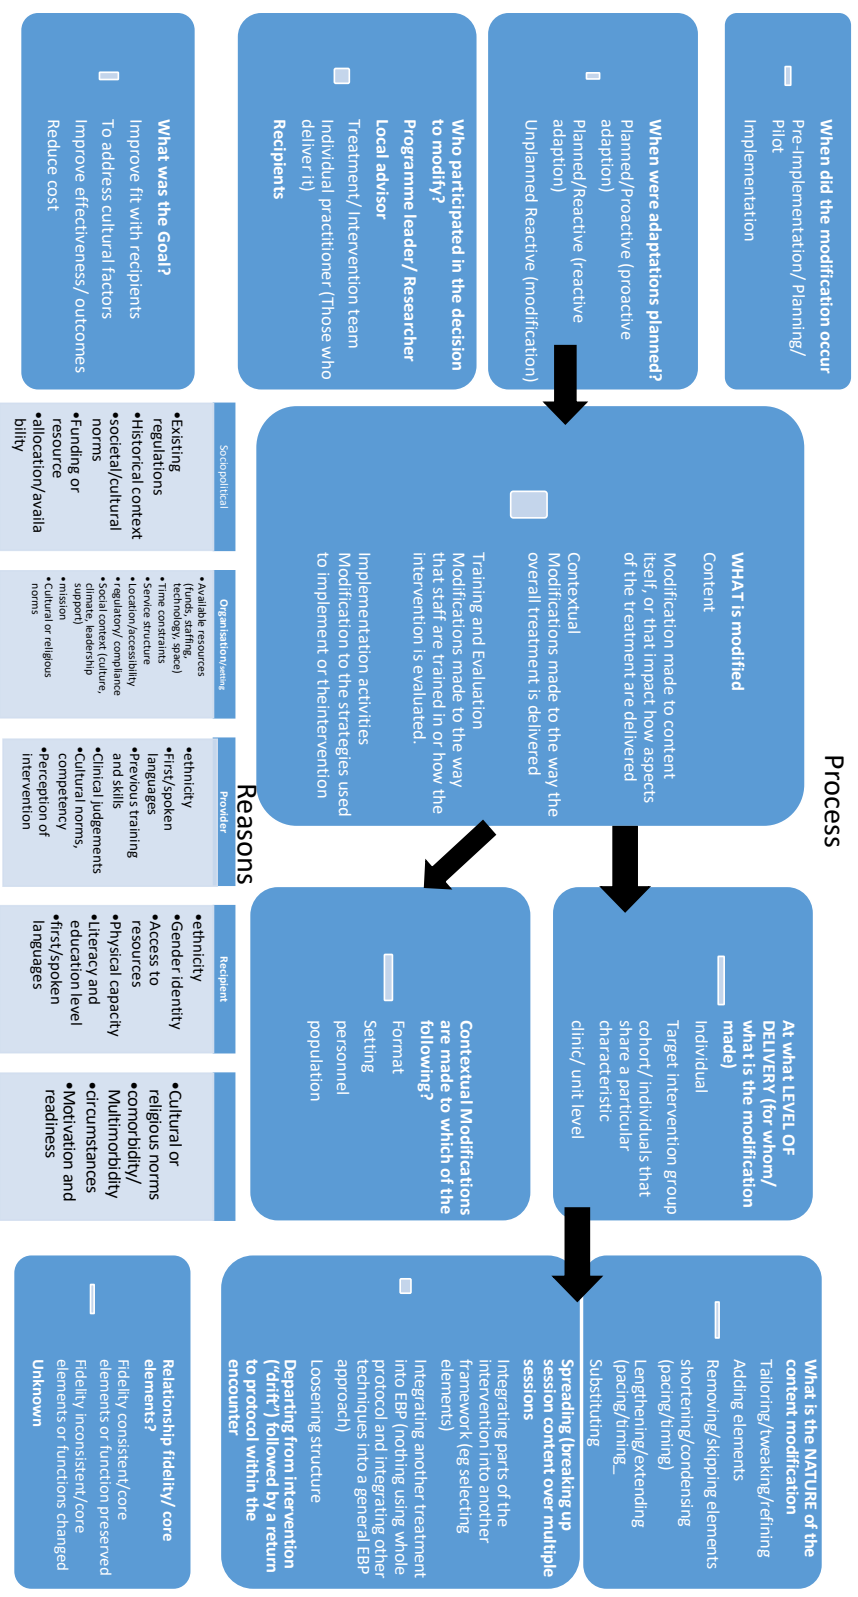 Process
When did the modification occur
Pre-Implementation/ Planning/
Pilot
Implementation
When were adaptations planned?
Planned/Proactive (proactive
adaption)
Planned/Reactive (reactive
adaption)
Unplanned Reactive (modification)
Who participated in the decision
to modify?
Programme leader/ Researcher
Local advisor
Treatment/ Intervention team
Individual practitioner (Those who
deliver it)
Recipients
What was the Goal?
Improve fit with recipients
To address cultural factors
Improve effectiveness/ outcomes
Reduce cost
WHAT is modified
Content
Modification made to content
itself, or that impact how aspects
of the treatment are delivered
Contextual
Modifications made to the way the
overall treatment is delivered
Training and Evaluation
Modifications made to the way
that staff are trained in or how the
intervention is evaluated.
Implementation activities
Modification to the strategies used
to implement or theintervention
At what LEVEL OF
DELIVERY (for whom/
what is the modification
made)
Individual
Target intervention group
cohort/ individuals that
share a particular
characteristic
clinic/ unit level
Contextual Modifications
are made to which of the
following?
Format
Setting
personnel
population
What is the NATURE of the
content modification
Tailoring/tweaking/refining
Adding elements
Removing/skipping elements
shortening/condensing
(pacing/timing)
Lengthening/extending
(pacing/timing_
Substituting
Spreading (breaking up
session content over multiple
sessions
Integrating parts of the
intervention into another
framework (eg selecting
elements)
Integrating another treatment
into EBP (nothing using whole
protocol and integrating other
techniques into a general EBP
approach)
Loosening structure
Departing from intervention
(“drift”) followed by a return
to protocol within the
encounter
Relationship fidelity/ core
elements?
Fidelity consistent/core
elements or function preserved
Fidelity inconsistent/core
elements or functions changed
Unknown
Reasons
Sociopolitical
•Existing
regulations
•Historical context
•societal/cultural
norms
•Funding or
resource
•allocation/availa
bility
Organisation/setting
•Available resources
(funds, staffing,
technology, space)
•Time constraints
•Service structure
•Location/accessibility
•regulatory/ compliance
•Social context (culture,
climate, leadership
support)
•mission
•Cultural or religious
norms
Provider
•ethnicity
•First/spoken
languages
•Previous training
and skills
•Clinical judgements
•Cultural norms,
competency
•Perception of
intervention
Recipient
•ethnicity
•Gender identity
•Access to
resources
•Physical capacity
•Literacy and
education level
•first/spoken
languages
•Cultural or
religious norms
•comorbidity/
Multimorbidity
•circumstances
•Motivation and
readiness